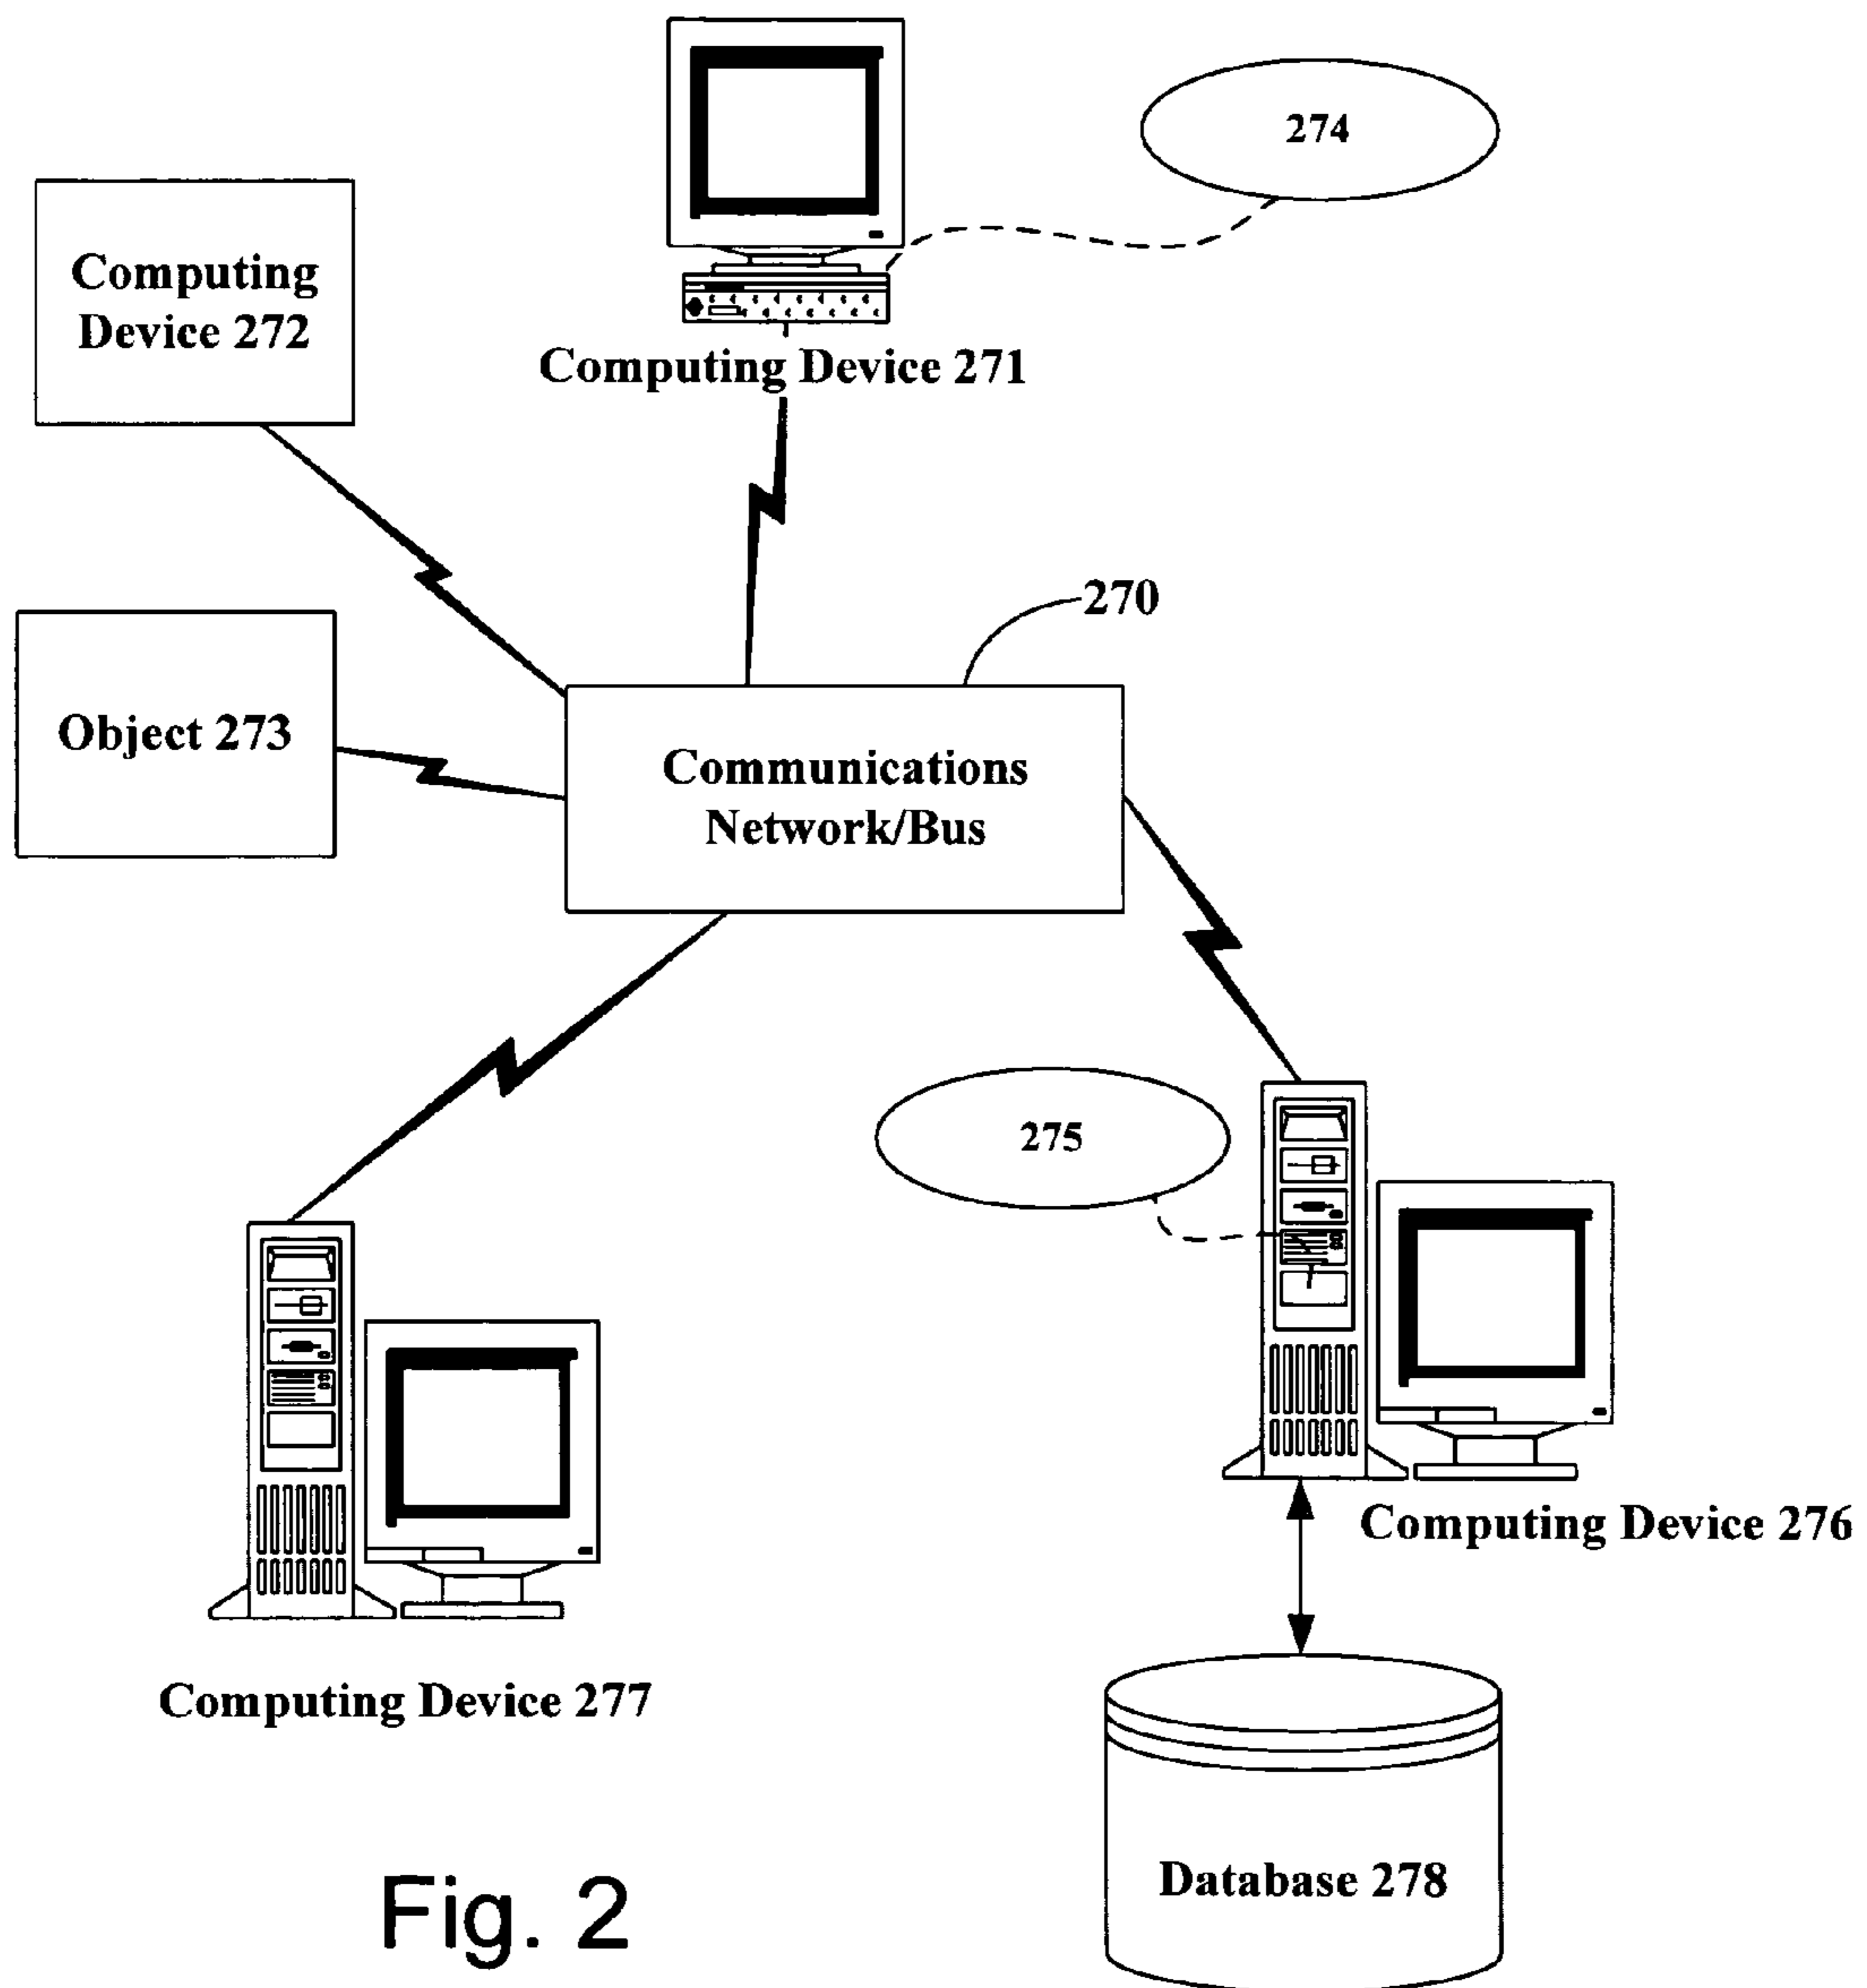 274
Computing
Device 272
Computing Device 271
270
Object 273
Communications
Network/Bus
275
Computing Device 276
Computing Device 277
Database 278
Fig. 2